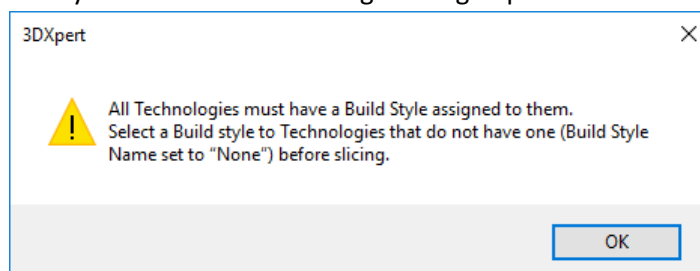 3DXpert
All Technologies must have a Build Style assigned to them.
Select a Build style to Technologies that do not have one (Build Style
Name set to "None") before slicing.
OK